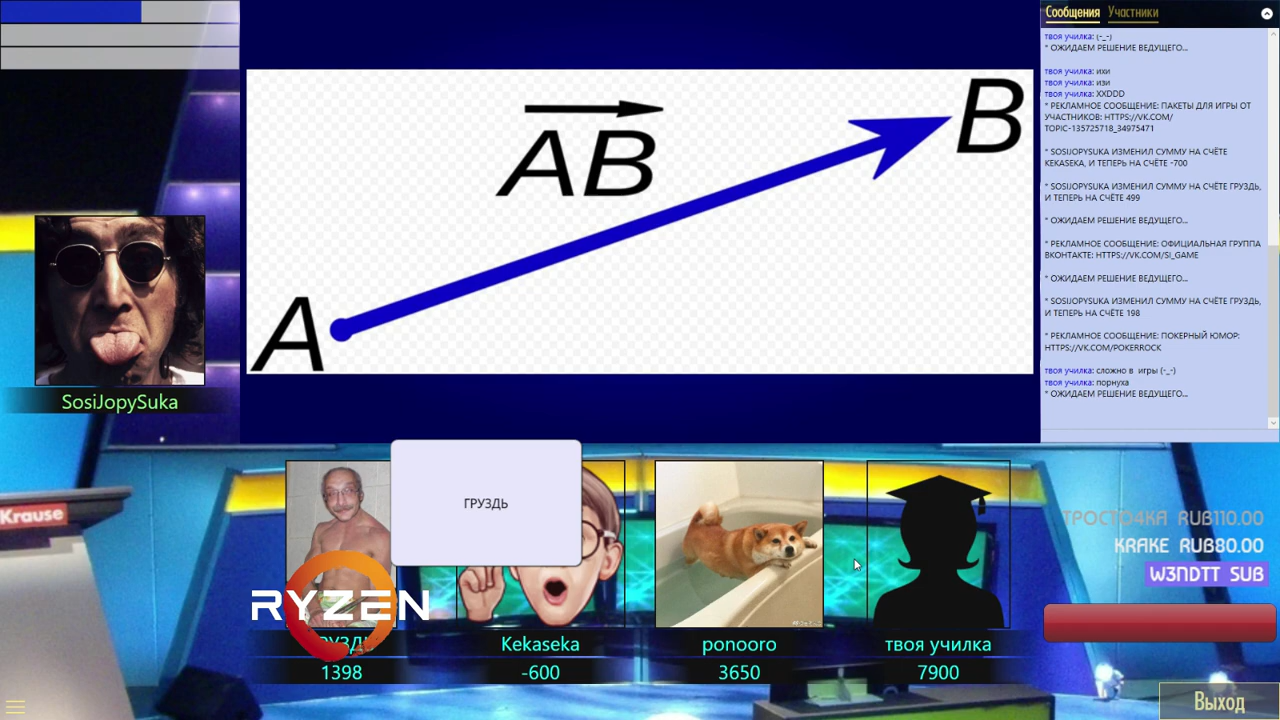 Сообщения Участники
твоя училка: (-_-)
* ОЖИДАЕМ РЕШЕНИЕ ВЕДУЩЕГО...
твоя училка: ихи
твоя училка: изи
твоя училка: XXDDD
* РЕКЛАМНОЕ СООБЩЕНИЕ: ПАКЕТЫ ДЛЯ ИГРЫ ОТ
УЧАСТНИКОВ: HTTPS://VK.COM/
TOPIC-135725718_34975471
* SOSIJOPYSUKA ИЗМЕНИЛ СУММУ НА СЧЁТЕ
KEKASEKA, И ТЕПЕРЬ НА СЧЁТЕ -700
* SOSIJOPYSUKA ИЗМЕНИЛ СУММУ НА СЧЁТЕ ГРУЗДЬ,
И ТЕПЕРЬ НА СЧЁТЕ 499
* ОЖИДАЕМ РЕШЕНИЕ ВЕДУЩЕГО...
* РЕКЛАМНОЕ СООБЩЕНИЕ: ОФИЦИАЛЬНАЯ ГРУППА
ВКОНТАКТЕ: HTTPS://VK.COM/SI_GAME
* ОЖИДАЕМ РЕШЕНИЕ ВЕДУЩЕГО...
* SOSIJOPYSUKA ИЗМЕНИЛ СУММУ НА СЧЁТЕ ГРУЗДЬ,
И ТЕПЕРЬ НА СЧЁТЕ 198
* РЕКЛАМНОЕ СООБЩЕНИЕ: ПОКЕРНЫЙ ЮМОР:
HTTPS://VK.COM/POKERROCK
твоя училка: сложно в игры (-_-)
твоя училка: порнуха
* ОЖИДАЕМ РЕШЕНИЕ ВЕДУЩЕГО...
AB
B
A
SosiJopySuka
ГРУЗДЬ
Krause
RYZEN
Kekaseka
ponooro
твоя училка
1398
-600
3650
7900
ТРОСТО4КА RUB110.00
KRAKE RUB80.00
W3NDTT SUB
Выход